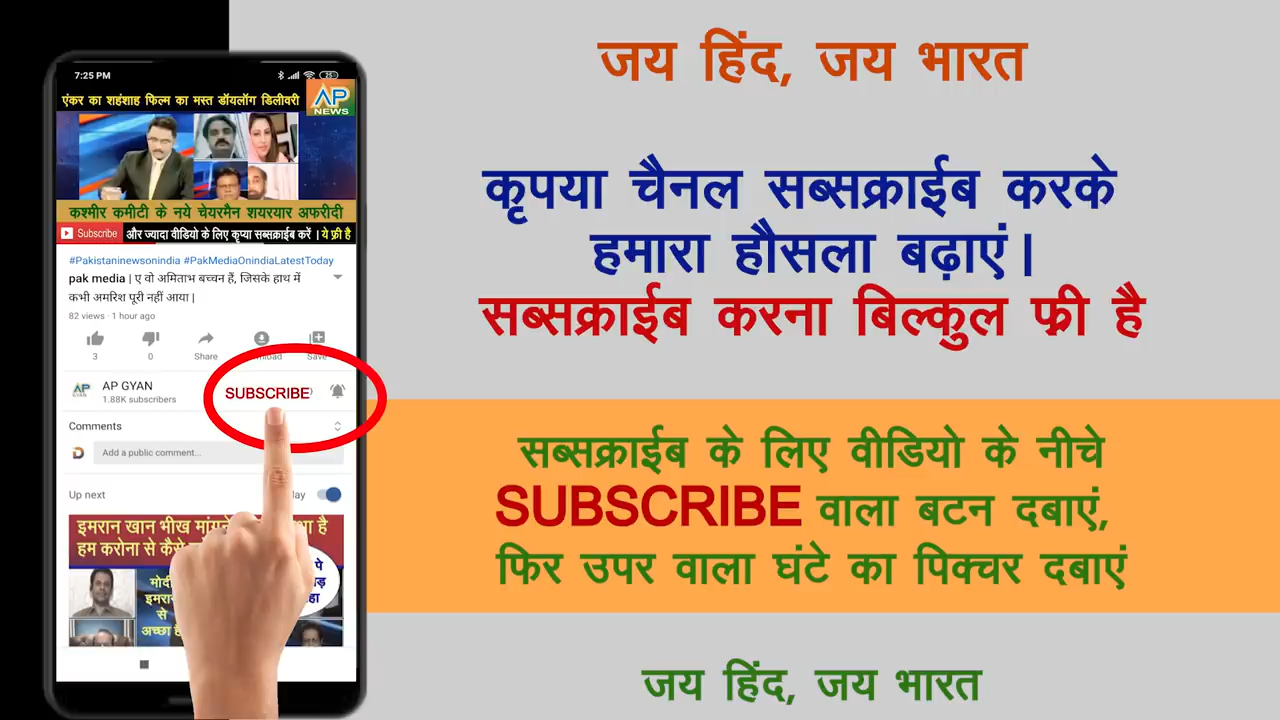 7:25 PM
25
एंकर का शहंशाह फिल्म का मस्त डॉयलॉग डिलीवरी
AP
NEWS
कश्मीर कमीटी के नये चेयरमैन शयरयार अफरीदी
Subscribe
और ज्यादा वीडियो के लिए कृप्या सब्सक्राईब करें । ये फ्री है
#Pakistaninewsonindia #PakMediaOnindiaLatestToday
pak media | ए वो अमिताभ बच्चन हैं, जिसके हाथ में
कभी अमरिश पूरी नहीं आया |
82 views · 1 hour ago
3
0
Share
Save
AP GYAN
1.88K subscribers
SUBSCRIBE
Comments
Add a public comment...
Up next
इमरान खान भीख मांगने
हम करोना से कैसे
मोदी
से
अच्छा है
जय हिंद, जय भारत
कृपया चैनल सब्सक्राईब करके
हमारा हौसला बढ़ाएं|
सब्सक्राईब करना बिल्कुल फ्री है
सब्सक्राईब के लिए वीडियो के नीचे
SUBSCRIBE वाला बटन दबाएं,
फिर उपर वाला घंटे का पिक्चर दबाएं
जय हिंद, जय भारत